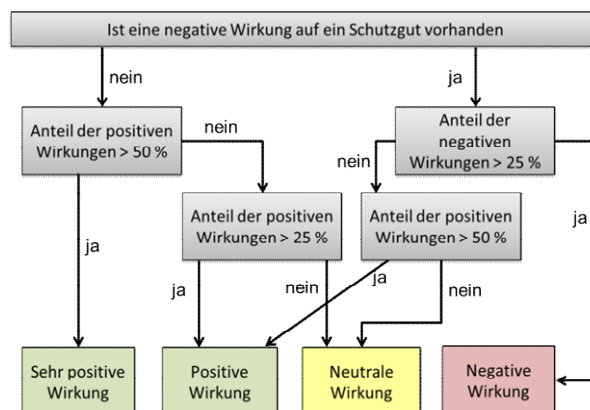 Ist eine negative Wirkung auf ein Schutzgut vorhanden
nein
ja
Anteil der positiven
Wirkungen > 50 %
nein
Anteil der
negativen
Wirkungen > 25 %
nein
Anteil der positiven
Wirkungen > 25 %
Anteil der positiven
Wirkungen > 50 %
ja
ja
ja
nein
ja
nein
Sehr positive
Wirkung
Positive
Wirkung
Neutrale
Wirkung
Negative
Wirkung